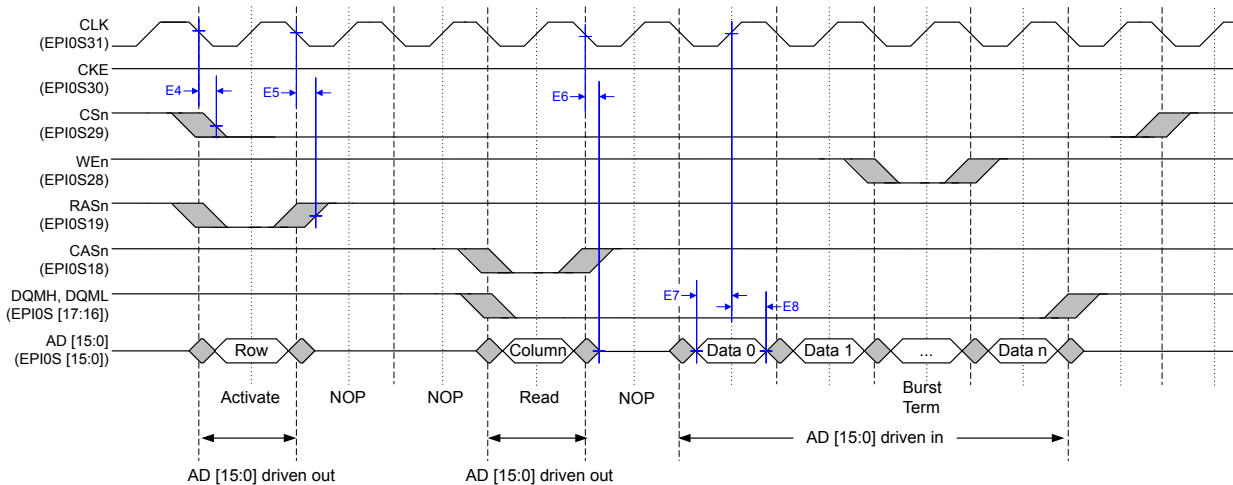 CLK
(EPI0S31)
CKE
(EPI0S30)
E4
E5
E6
CSn
(EPI0S29)
WEn
(EPI0S28)
RASn
(EPI0S19)
CASn
(EPI0S18)
DQMH, DQML
(EPI0S [17:16])
E7
E8
AD [15:0]
(EPI0S [15:0])
Row
Column
Data 0
Data 1
...
Data n
Activate
NOP
NOP
Read
NOP
Burst
Term
AD [15:0] driven in
AD [15:0] driven out
AD [15:0] driven out